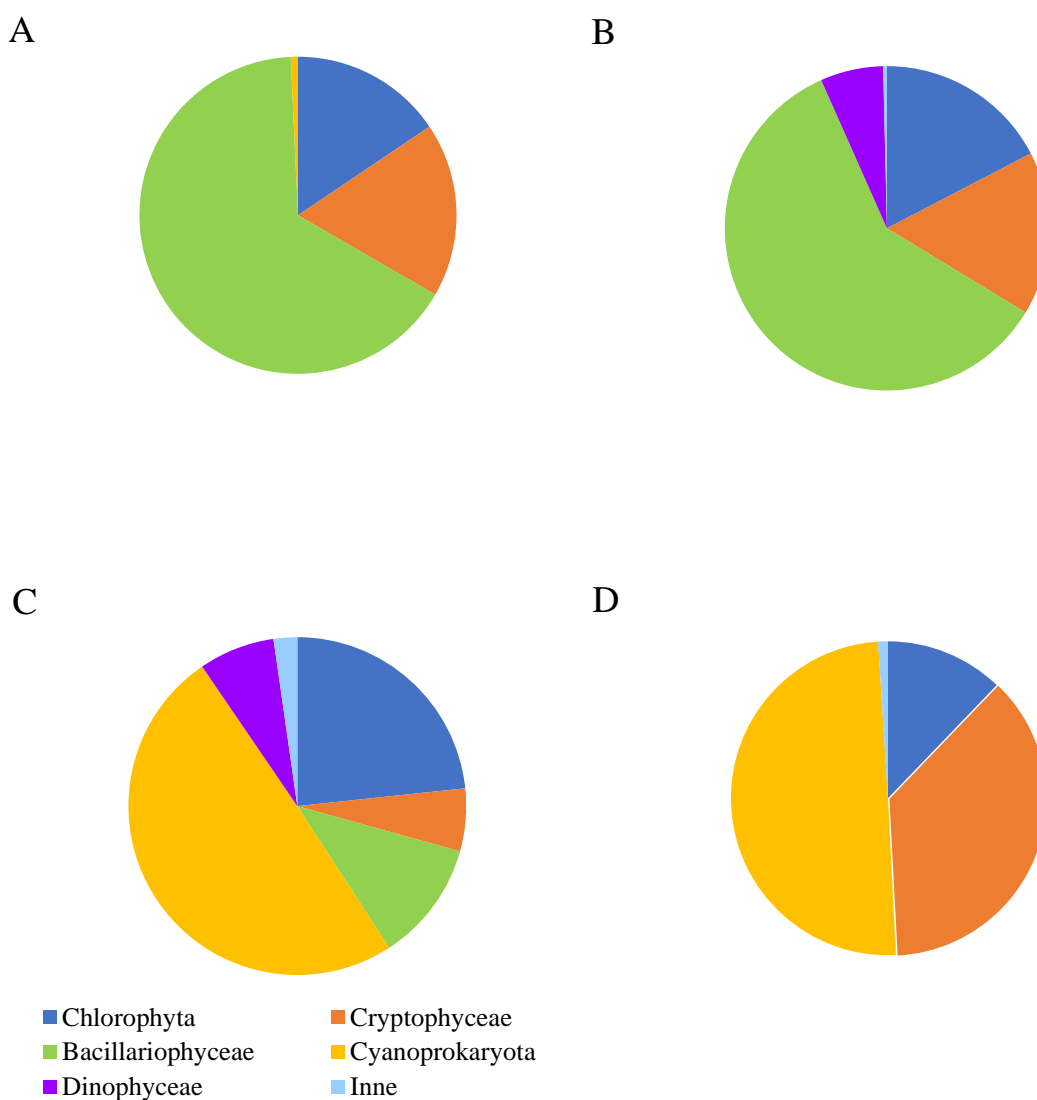 A
B
C
D
Chlorophyta
Cryptophyceae
Bacillariophyceae
Cyanoprokaryota
Dinophyceae
Inne